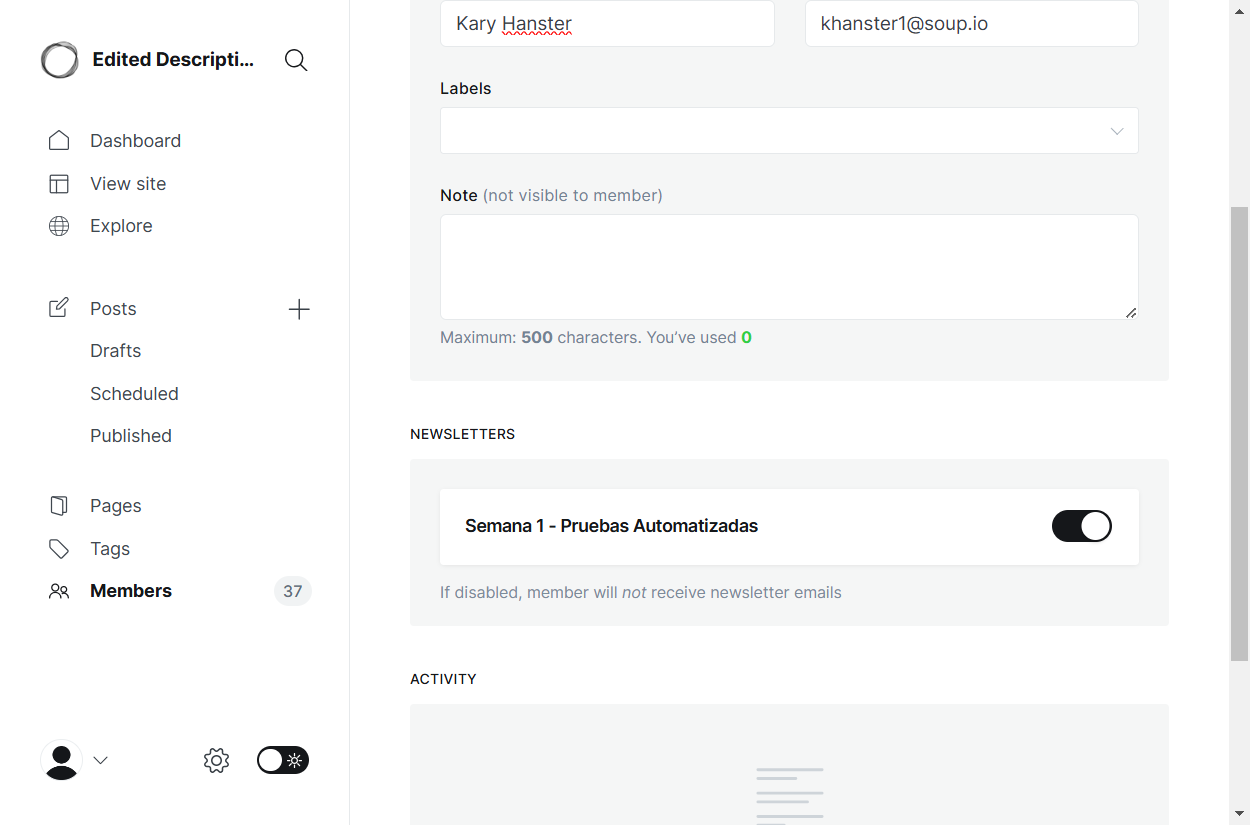 Edited Descripti...
Dashboard
View site
Explore
Posts
Drafts
Scheduled
Published
Pages
Tags
Members 37
Kary Hanster khanster1@soup.io
Labels
Note (not visible to member)
Maximum: 500 characters. You’ve used 0
NEWSLETTERS
Semana 1 - Pruebas Automatizadas
If disabled, member will not receive newsletter emails
ACTIVITY